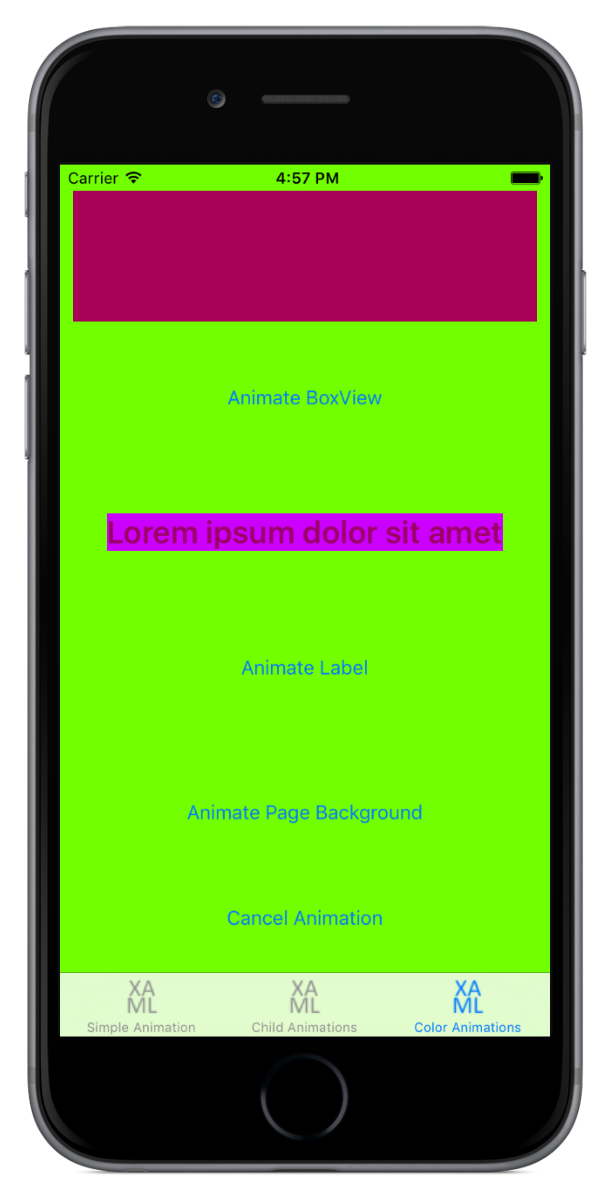 Carrier 4:57 PM
Animate BoxView
Lorem ipsum dolor sit amet
Animate Label
Animate Page Background
Cancel Animation
XA XA XA
ML ML ML
Simple Animation Child Animations Color Animations